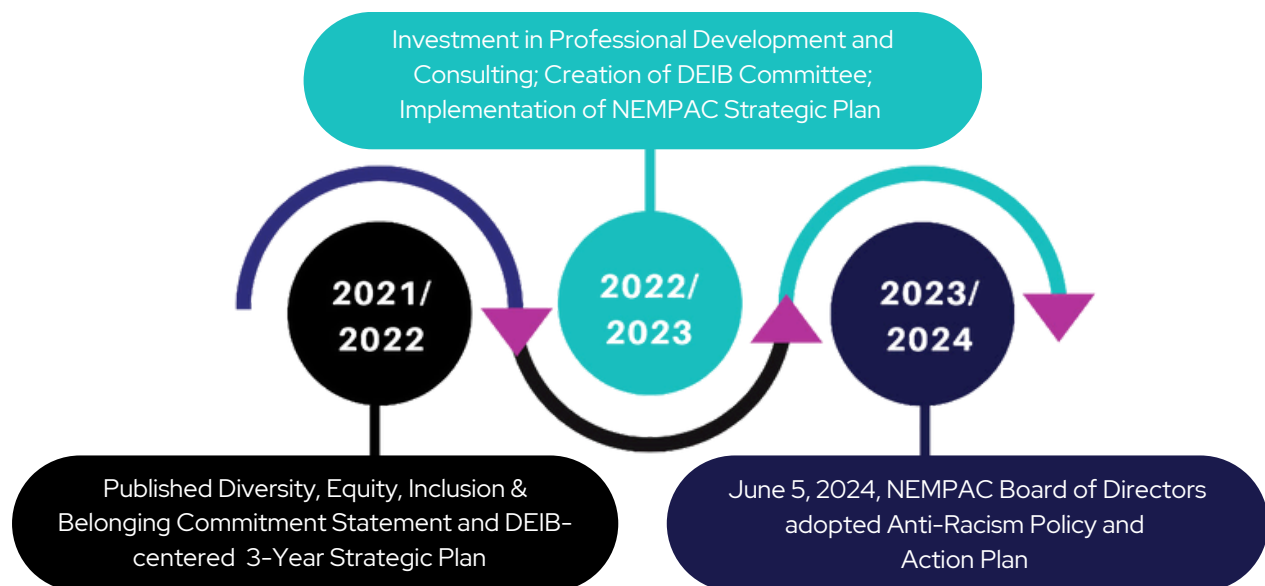 Investment in Professional Development and
Consulting; Creation of DEIB Committee;
Implementation of NEMPAC Strategic Plan
2021/
2022
2022/
2023
2023/
2024
Published Diversity, Equity, Inclusion &
Belonging Commitment Statement and DEIB-
centered 3-Year Strategic Plan
June 5, 2024, NEMPAC Board of Directors
adopted Anti-Racism Policy and
Action Plan